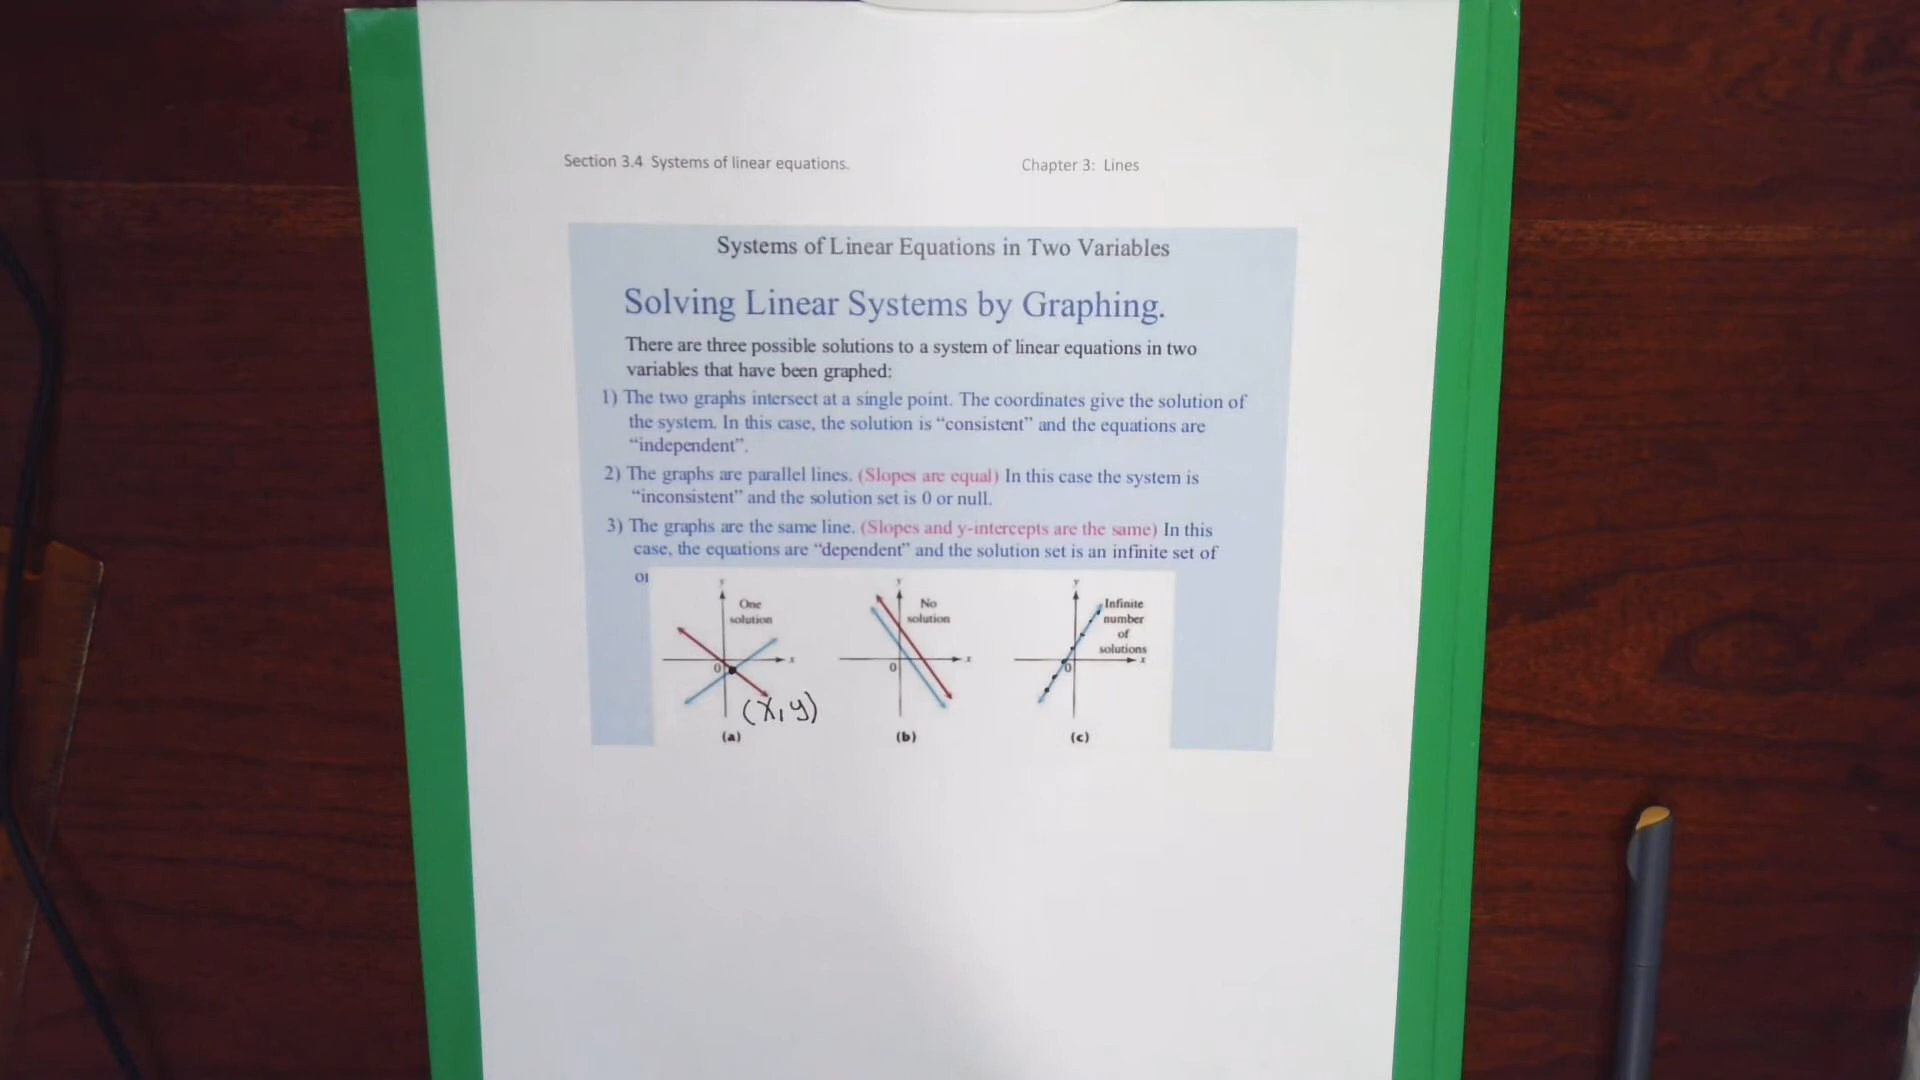 Section 3.4 Systems of linear equations. Chapter 3: Lines
Systems of Linear Equations in Two Variables
Solving Linear Systems by Graphing.
There are three possible solutions to a system of linear equations in two
variables that have been graphed:
1) The two graphs intersect at a single point. The coordinates give the solution of
the system. In this case, the solution is “consistent” and the equations are
“independent”.
2) The graphs are parallel lines. (Slopes are equal) In this case the system is
“inconsistent” and the solution set is 0 or null.
3) The graphs are the same line. (Slopes and y-intercepts are the same) In this
case, the equations are “dependent” and the solution set is an infinite set of
y
One
solution
0
x
(x,y)
(a)
y
No
solution
0
x
(b)
y
Infinite
number
of
solutions
0
x
(c)